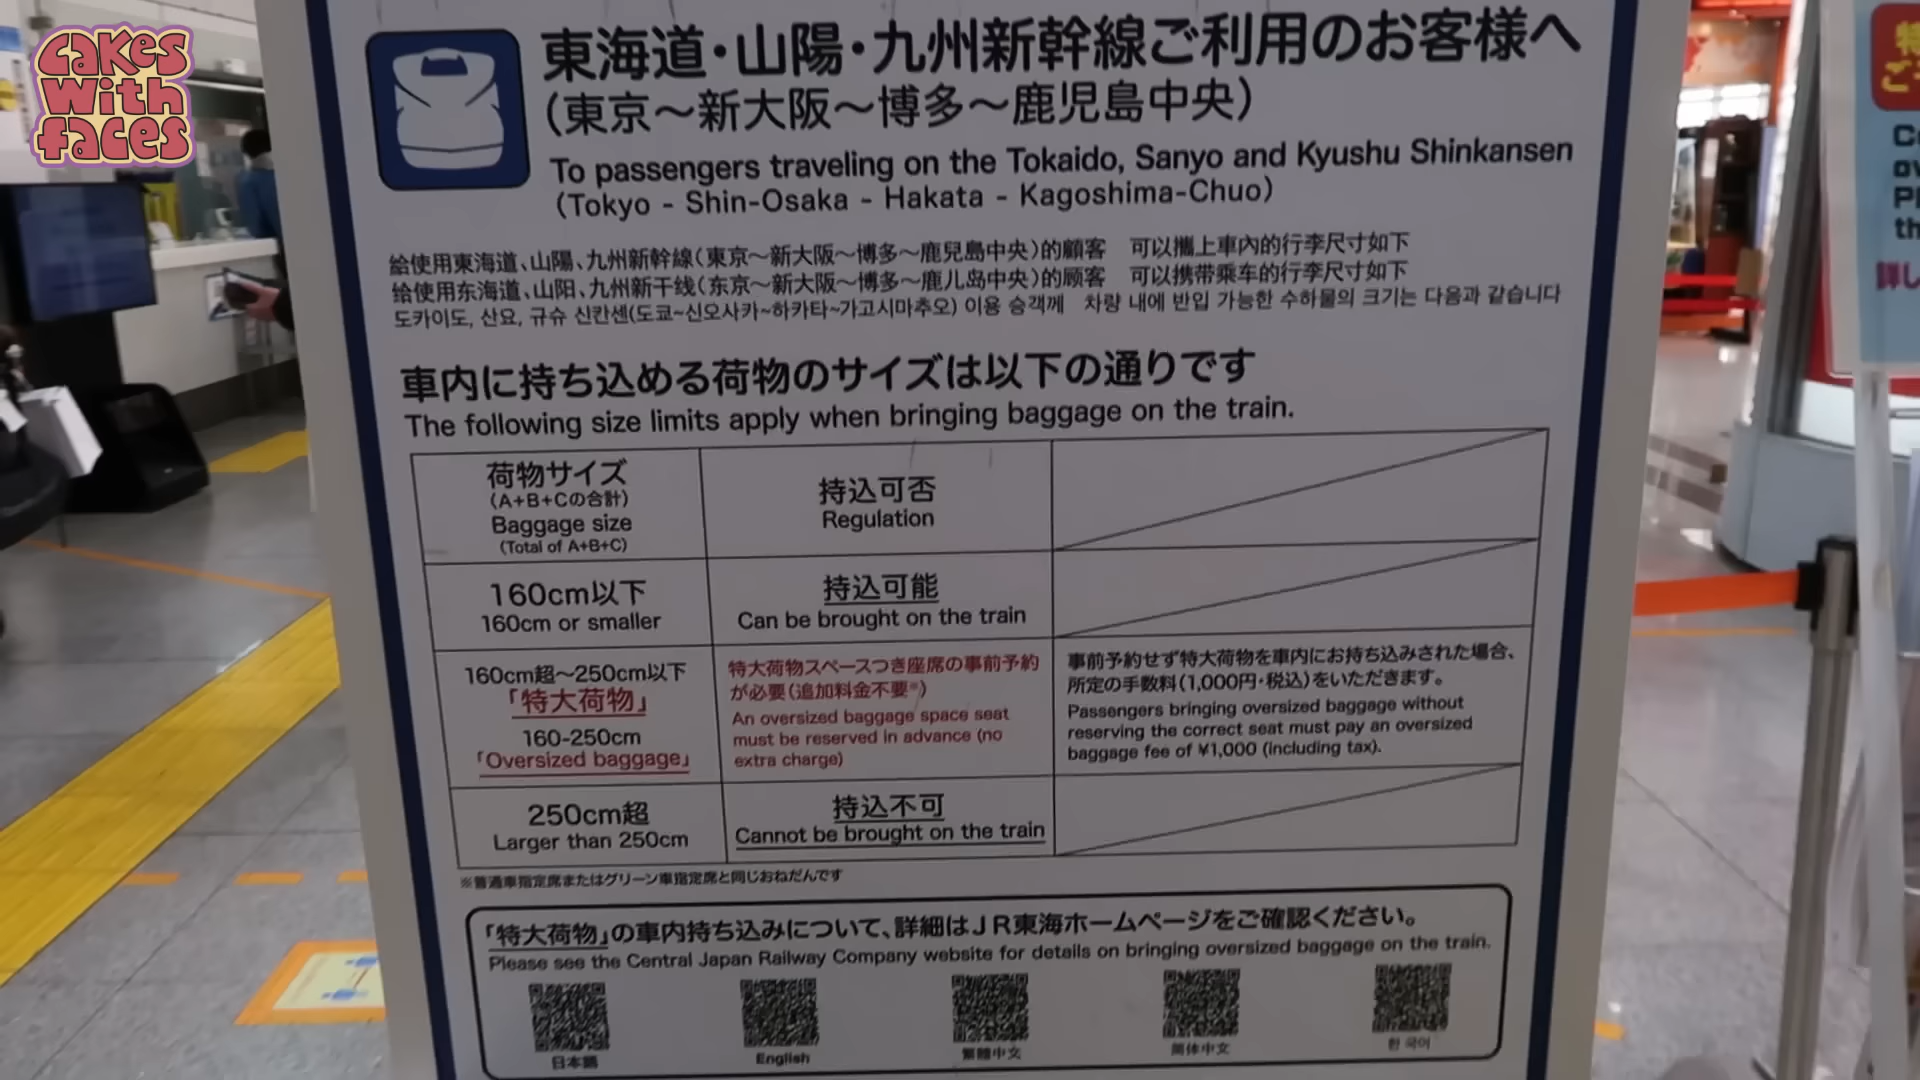 Cakes
With
faces
東海道・山陽・九州新幹線ご利用のお客様へ
（東京～新大阪～博多～鹿児島中央）
To passengers traveling on the Tokaido, Sanyo and Kyushu Shinkansen
(Tokyo - Shin-Osaka - Hakata - Kagoshima-Chuo)
給使用東海道、山陽、九州新幹線（東京～新大阪～博多～鹿兒島中央）的顧客　可以攜上車內的行李尺寸如下
给使用东海道、山阳、九州新干线（东京～新大阪～博多～鹿儿岛中央）的顾客　可以携带乘车的行李尺寸如下
도카이도, 산요, 규슈 신칸센(도쿄~신오사카~하카타~가고시마추오) 이용 승객께　차량 내에 반입 가능한 수하물의 크기는 다음과 같습니다
車内に持ち込める荷物のサイズは以下の通りです
The following size limits apply when bringing baggage on the train.
荷物サイズ
（A+B+Cの合計）
Baggage size
(Total of A+B+C)
持込可否
Regulation
160cm以下
160cm or smaller
持込可能
Can be brought on the train
160cm超～250cm以下
「特大荷物」
160-250cm
「Oversized baggage」
特大荷物スペースつき座席の事前予約
が必要（追加料金不要※）
An oversized baggage space seat
must be reserved in advance (no
extra charge)
事前予約せず特大荷物を車内にお持ち込みされた場合、
所定の手数料（1,000円・税込）をいただきます。
Passengers bringing oversized baggage without
reserving the correct seat must pay an oversized
baggage fee of ¥1,000 (including tax).
250cm超
Larger than 250cm
持込不可
Cannot be brought on the train
※普通車指定席またはグリーン車指定席と同じおねだんです
「特大荷物」の車内持ち込みについて、詳細はJR東海ホームページをご確認ください。
Please see the Central Japan Railway Company website for details on bringing oversized baggage on the train.
日本語
English
繁體中文
简体中文
한국어